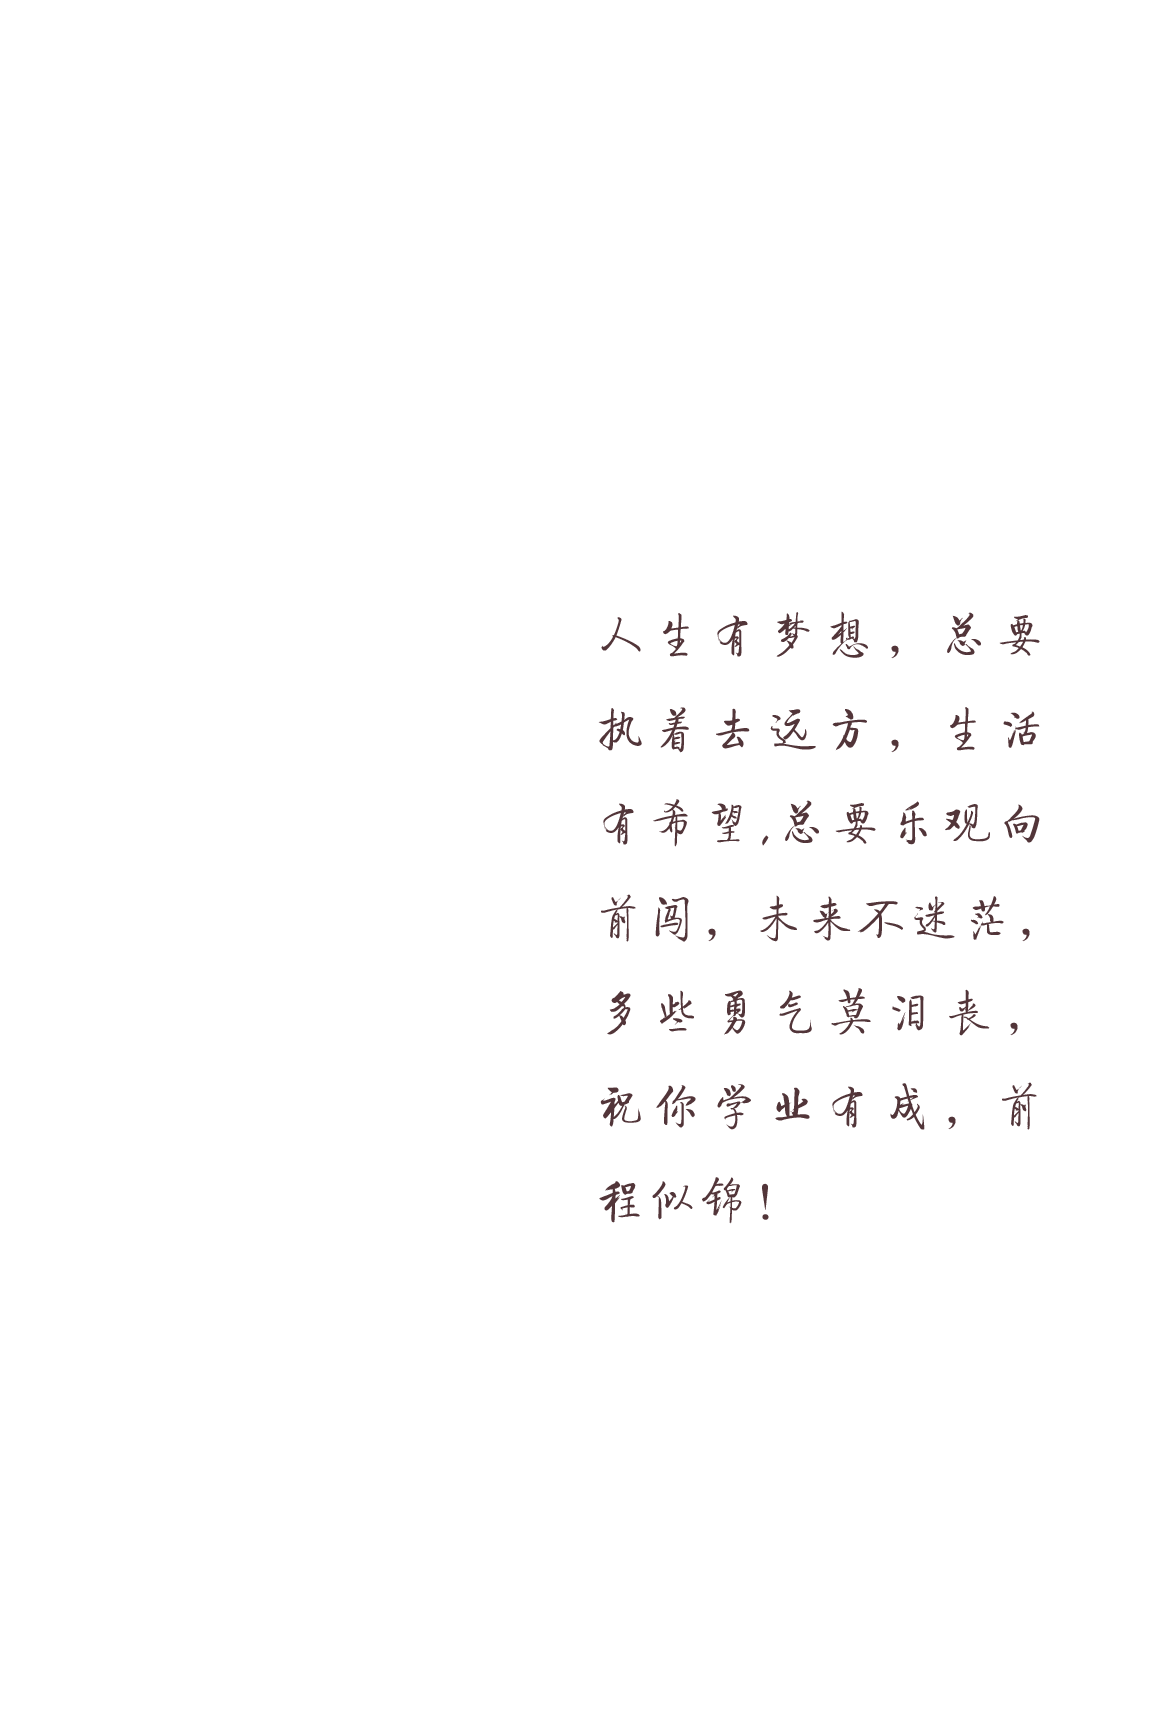 人生有梦想，总要
执着去远方，生活
有希望,总要乐观向
前闯，未来不迷茫，
多些勇气莫泪丧，
祝你学业有成，前
程似锦！